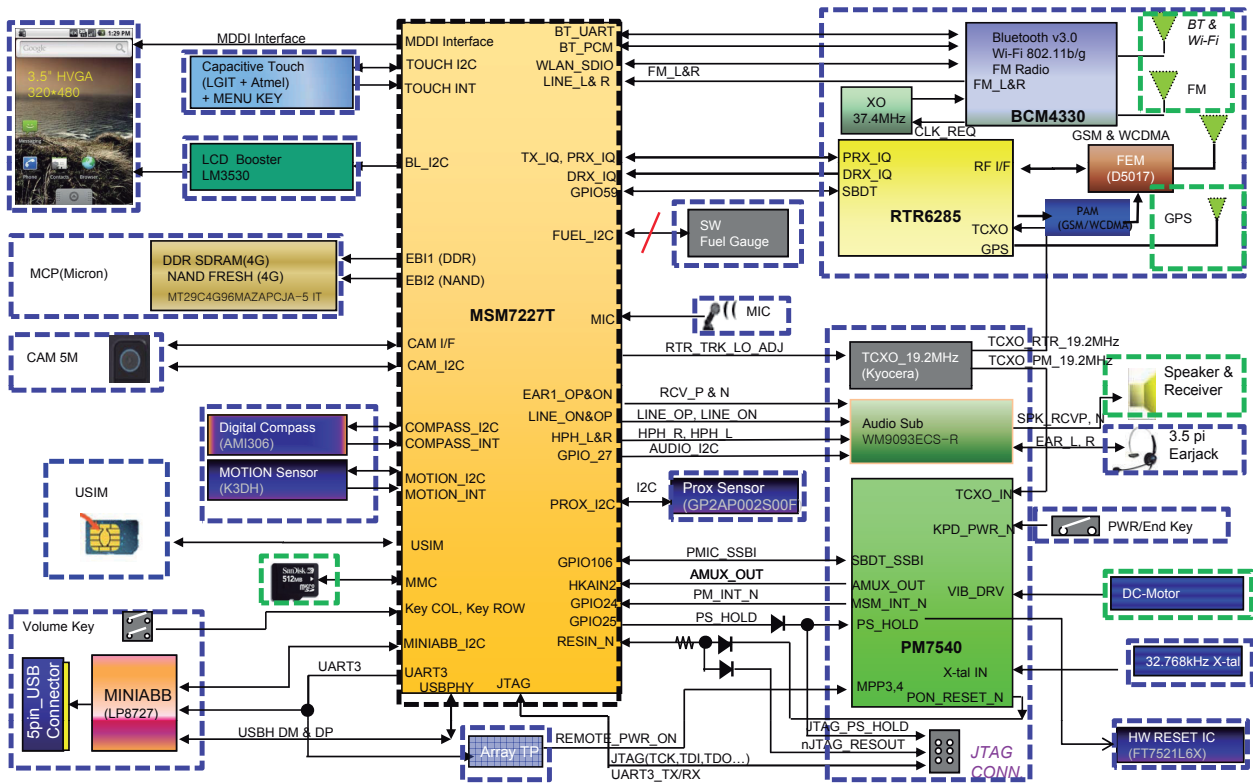 1:29 PM
Google
3.5" HVGA
320*480
Messaging
Phone
Contacts
Browser
MDDI Interface
Capacitive Touch
(LGIT + Atmel)
+ MENU KEY
LCD Booster
LM3530
MCP(Micron)
DDR SDRAM(4G)
NAND FRESH (4G)
MT29C4G96MAZAPCJA-5 IT
CAM 5M
Digital Compass
(AMI306)
MOTION Sensor
(K3DH)
USIM
SanDisk
512MB
Volume Key
5pin_USB
Connector
MINIABB
(LP8727)
UART3
USBH DM & DP
MDDI Interface
TOUCH I2C
TOUCH INT
BL_I2C
EBI1 (DDR)
EBI2 (NAND)
MSM7227T
CAM I/F
CAM_I2C
COMPASS_I2C
COMPASS_INT
MOTION_I2C
MOTION_INT
USIM
MMC
Key COL, Key ROW
MINIABB_I2C
UART3
USBPHY
JTAG
BT_UART
BT_PCM
WLAN_SDIO
LINE_L& R
TX_IQ, PRX_IQ
DRX_IQ
GPIO59
FUEL_I2C
MIC
EAR1_OP&ON
LINE_ON&OP
HPH_L&R
GPIO_27
PROX_I2C
GPIO106
HKAIN2
GPIO24
GPIO25
RESIN_N
FM_L&R
SW
Fuel Gauge
MIC
RTR_TRK_LO_ADJ
RCV_P & N
LINE_OP, LINE_ON
HPH_R, HPH_L
AUDIO_I2C
I2C
Prox Sensor
(GP2AP002S00F)
PMIC_SSBI
AMUX_OUT
PM_INT_N
PS_HOLD
Array TP
REMOTE_PWR_ON
JTAG(TCK,TDI,TDO...)
UART3_TX/RX
JTAG_PS_HOLD
nJTAG_RESOUT
JTAG
CONN.
Bluetooth v3.0
Wi-Fi 802.11b/g
FM Radio
FM_L&R
BCM4330
BT &
Wi-Fi
FM
XO
37.4MHz
CLK_REQ
GSM & WCDMA
PRX_IQ
DRX_IQ
SBDT
RF I/F
RTR6285
TCXO
GPS
FEM
(D5017)
PAM
(GSM/WCDMA)
GPS
TCXO_19.2MHz
(Kyocera)
TCXO_RTR_19.2MHz
TCXO_PM_19.2MHz
Audio Sub
WM9093ECS-R
SPK_RCVP, N
EAR_L, R
Speaker &
Receiver
3.5 pi
Earjack
TCXO_IN
KPD_PWR_N
SBDT_SSBI
AMUX_OUT
VIB_DRV
MSM_INT_N
PS_HOLD
PM7540
X-tal IN
MPP3,4
PON_RESET_N
PWR/End Key
DC-Motor
32.768kHz X-tal
HW RESET IC
(FT7521L6X)